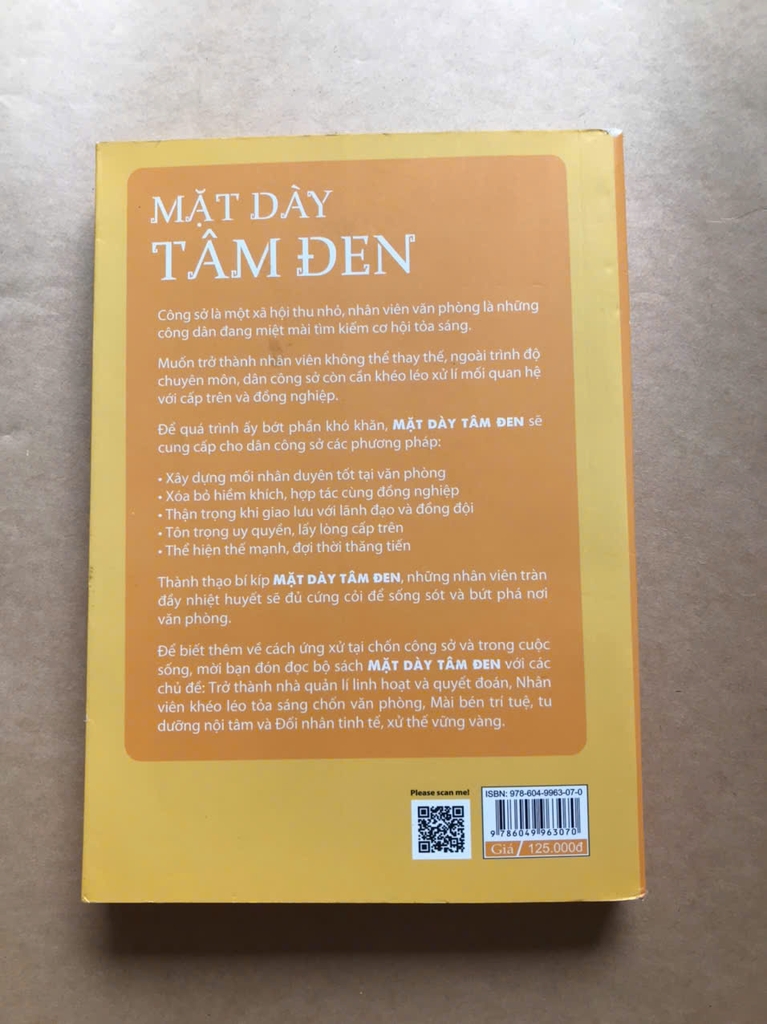 MẶT DÀY
TÂM ĐEN
Công sở là một xã hội thu nhỏ, nhân viên văn phòng là những
công dân đang miệt mài tìm kiếm cơ hội tỏa sáng.
Muốn trở thành nhân viên không thể thay thế, ngoài trình độ
chuyên môn, dân công sở còn cần khéo léo xử lí mối quan hệ
với cấp trên và đồng nghiệp.
Để quá trình ấy bớt phần khó khăn, MẶT DÀY TÂM ĐEN sẽ
cung cấp cho dân công sở các phương pháp:
• Xây dựng mối nhân duyên tốt tại văn phòng
• Xóa bỏ hiềm khích, hợp tác cùng đồng nghiệp
• Thận trọng khi giao lưu với lãnh đạo và đồng đội
• Tôn trọng uy quyền, lấy lòng cấp trên
• Thể hiện thế mạnh, đợi thời thăng tiến
Thành thạo bí kíp MẶT DÀY TÂM ĐEN, những nhân viên tràn
đầy nhiệt huyết sẽ đủ cứng cỏi để sống sót và bứt phá nơi
văn phòng.
Để biết thêm về cách ứng xử tại chốn công sở và trong cuộc
sống, mời bạn đón đọc bộ sách MẶT DÀY TÂM ĐEN với các
chủ đề: Trở thành nhà quản lí linh hoạt và quyết đoán, Nhân
viên khéo léo tỏa sáng chốn văn phòng, Mài bén trí tuệ, tu
dưỡng nội tâm và Đối nhân tinh tế, xử thế vững vàng.
Please scan me!
ISBN: 978-604-9963-07-0
9 786049 963070
Giá / 125.000đ